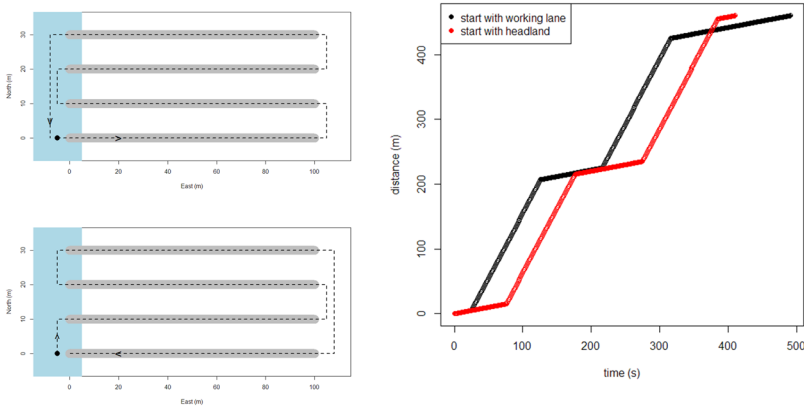 30
20
10
0
North (m)
0 20 40 60 80 100
East (m)
30
20
10
0
North (m)
0 20 40 60 80 100
East (m)
start with working lane
start with headland
400
300
200
100
0
distance (m)
0 100 200 300 400 500
time (s)